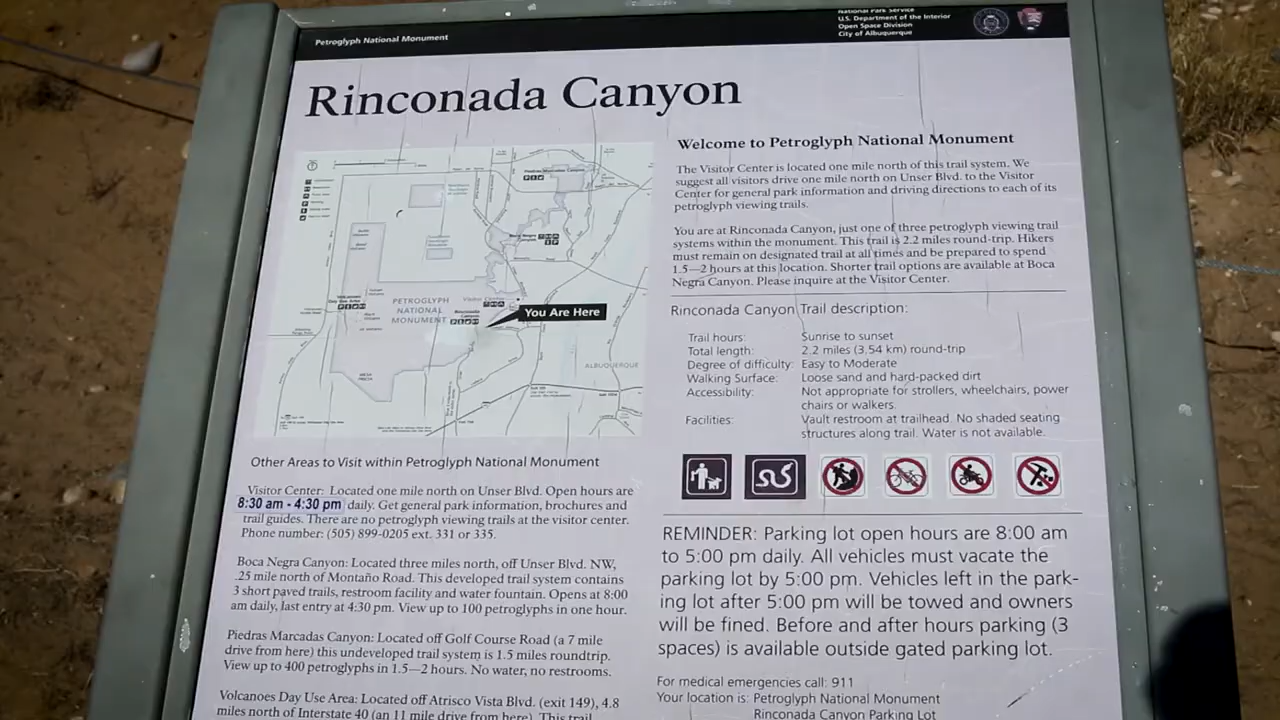 Petroglyph National Monument
National Park Service
U.S. Department of the Interior
Open Space Division
City of Albuquerque
Rinconada Canyon
PETROGLYPH
NATIONAL
MONUMENT
You Are Here
ALBUQUERQUE
Other Areas to Visit within Petroglyph National Monument
Visitor Center: Located one mile north on Unser Blvd. Open hours are
8:30 am - 4:30 pm daily. Get general park information, brochures and
trail guides. There are no petroglyph viewing trails at the visitor center.
Phone number: (505) 899-0205 ext. 331 or 335.
Boca Negra Canyon: Located three miles north, off Unser Blvd. NW,
.25 mile north of Montaño Road. This developed trail system contains
3 short paved trails, restroom facility and water fountain. Opens at 8:00
am daily, last entry at 4:30 pm. View up to 100 petroglyphs in one hour.
Piedras Marcadas Canyon: Located off Golf Course Road (a 7 mile
drive from here) this undeveloped trail system is 1.5 miles roundtrip.
View up to 400 petroglyphs in 1.5—2 hours. No water, no restrooms.
Volcanoes Day Use Area: Located off Atrisco Vista Blvd. (exit 149), 4.8
miles north of Interstate 40 (an 11 mile drive from here). This trail
Welcome to Petroglyph National Monument
The Visitor Center is located one mile north of this trail system. We
suggest all visitors drive one mile north on Unser Blvd. to the Visitor
Center for general park information and driving directions to each of its
petroglyph viewing trails.
You are at Rinconada Canyon, just one of three petroglyph viewing trail
systems within the monument. This trail is 2.2 miles round-trip. Hikers
must remain on designated trail at all times and be prepared to spend
1.5—2 hours at this location. Shorter trail options are available at Boca
Negra Canyon. Please inquire at the Visitor Center.
Rinconada Canyon Trail description:
Trail hours: Sunrise to sunset
Total length: 2.2 miles (3.54 km) round-trip
Degree of difficulty: Easy to Moderate
Walking Surface: Loose sand and hard-packed dirt
Accessibility: Not appropriate for strollers, wheelchairs, power
chairs or walkers.
Facilities: Vault restroom at trailhead. No shaded seating
structures along trail. Water is not available.
REMINDER: Parking lot open hours are 8:00 am
to 5:00 pm daily. All vehicles must vacate the
parking lot by 5:00 pm. Vehicles left in the park-
ing lot after 5:00 pm will be towed and owners
will be fined. Before and after hours parking (3
spaces) is available outside gated parking lot.
For medical emergencies call: 911
Your location is: Petroglyph National Monument
Rinconada Canyon Parking Lot